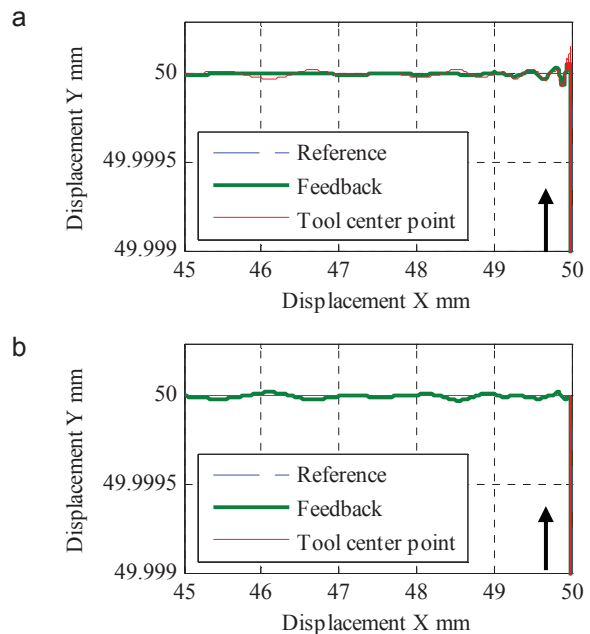 a
50
49.9995
49.999
Displacement Y mm
Reference
Feedback
Tool center point
45 46 47 48 49 50
Displacement X mm
b
50
49.9995
49.999
Displacement Y mm
Reference
Feedback
Tool center point
45 46 47 48 49 50
Displacement X mm